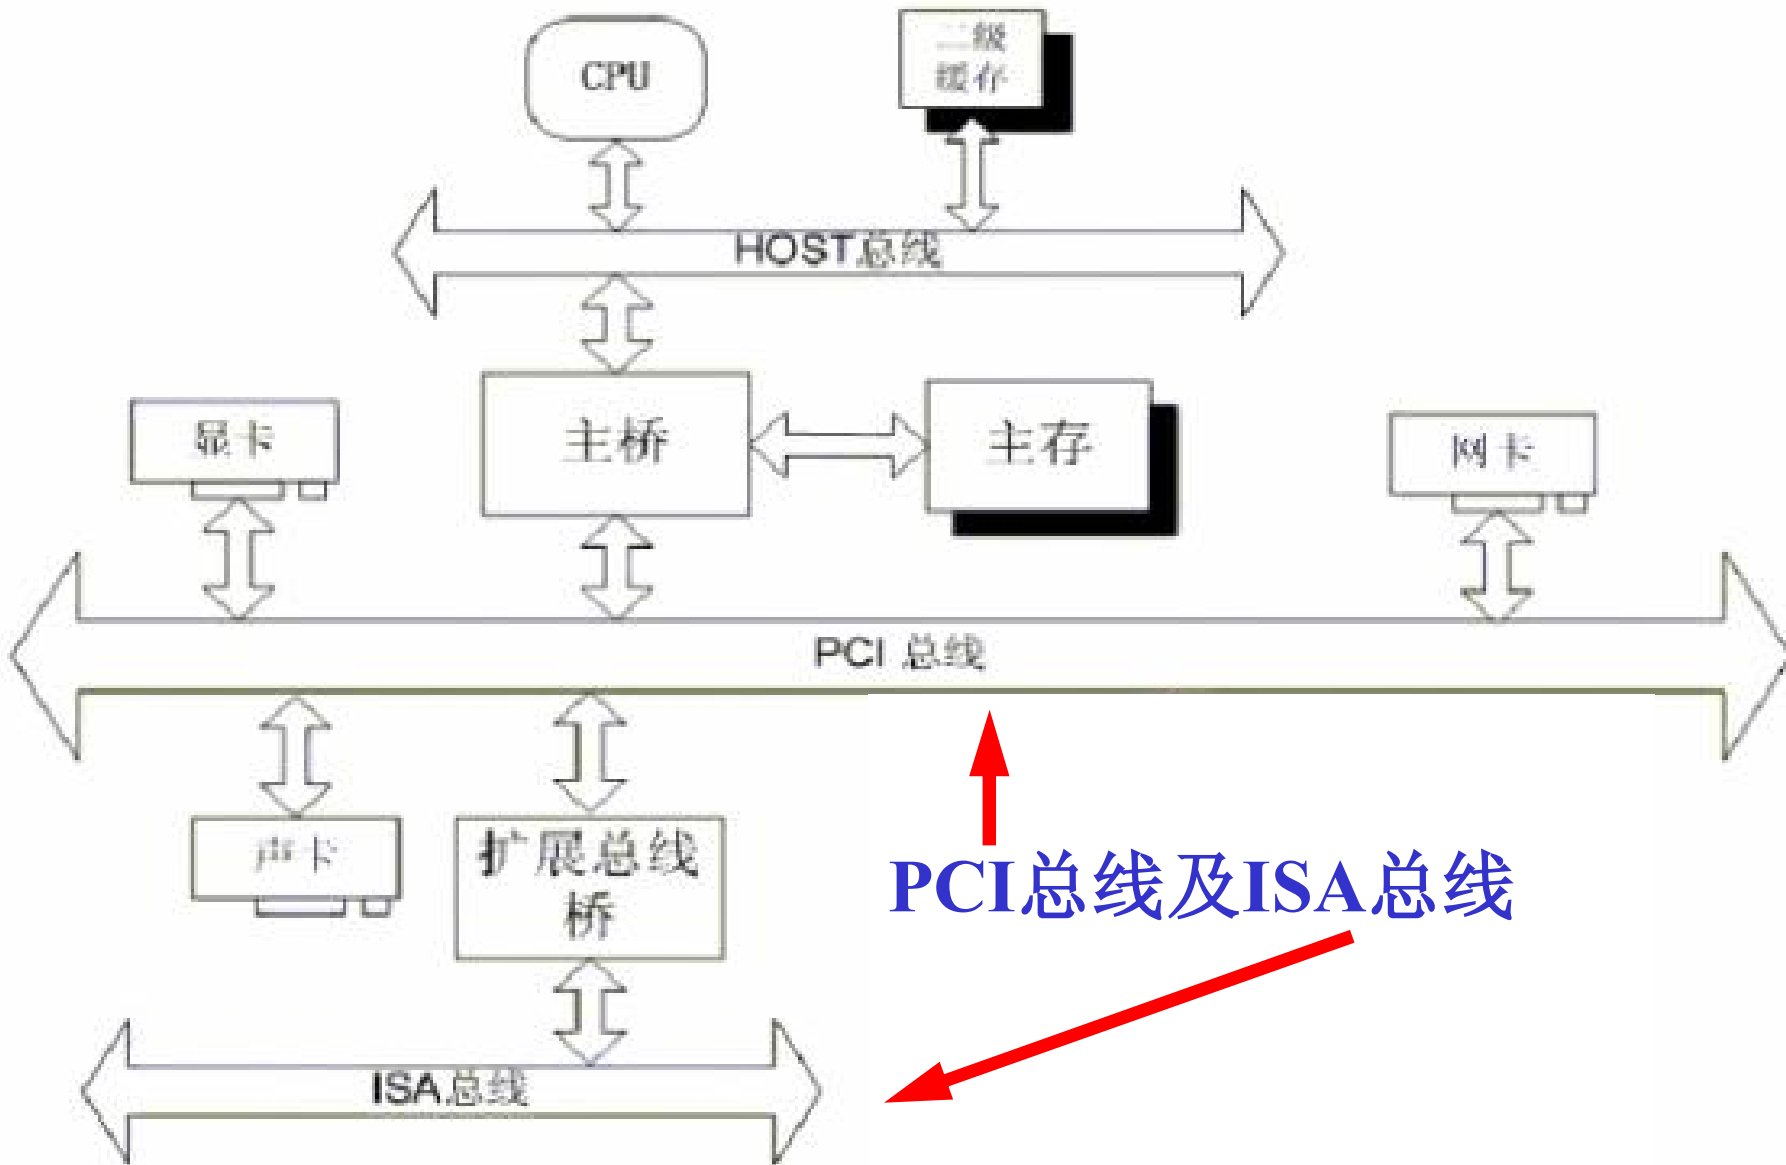 CPU
二级
缓存
HOST总线
显卡
主桥
主存
网卡
PCI 总线
声卡
扩展总线
桥
PCI总线及ISA总线
ISA总线